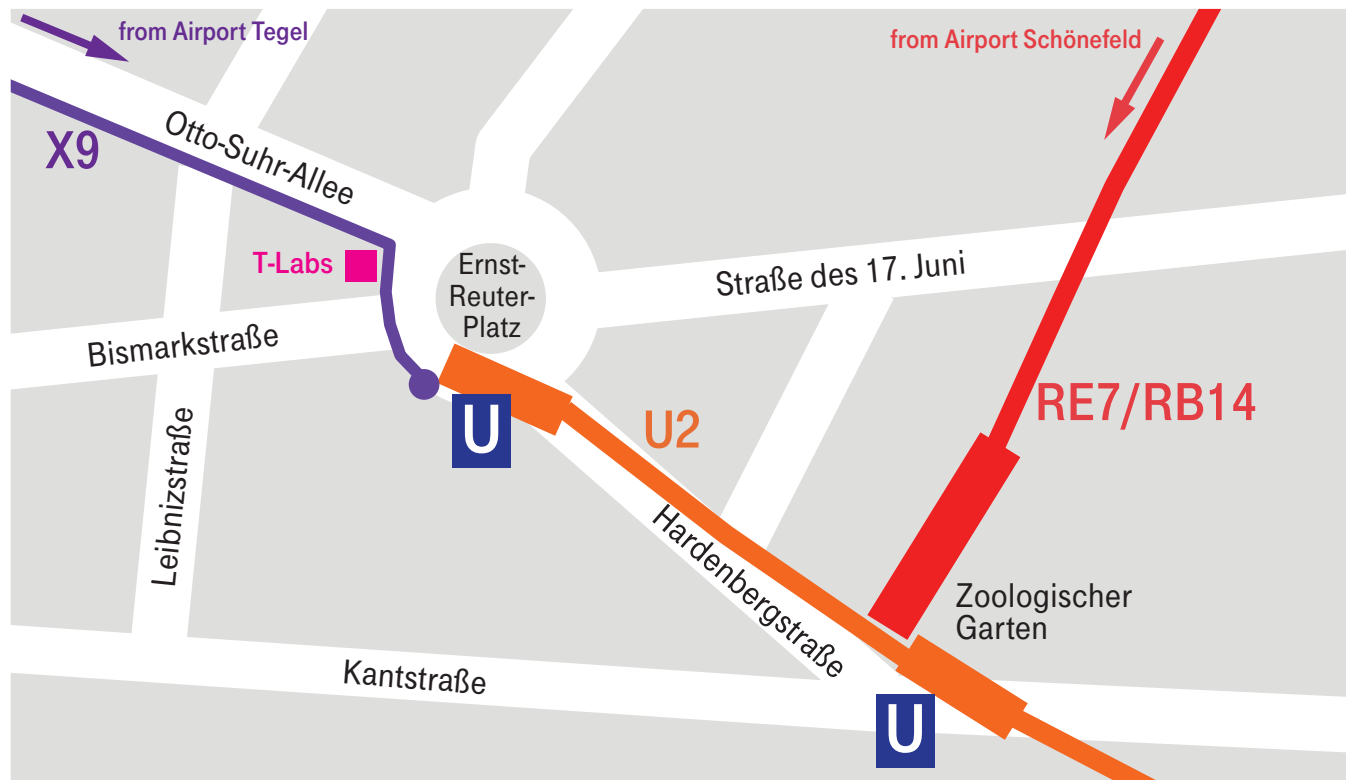 from Airport Tegel
from Airport Schönefeld
X9
Otto-Suhr-Allee
T-Labs
Ernst-
Reuter-
Platz
Straße des 17. Juni
Bismarkstraße
U
U2
RE7/RB14
Leibnizstraße
Hardenbergstraße
Zoologischer
Garten
Kantstraße
U